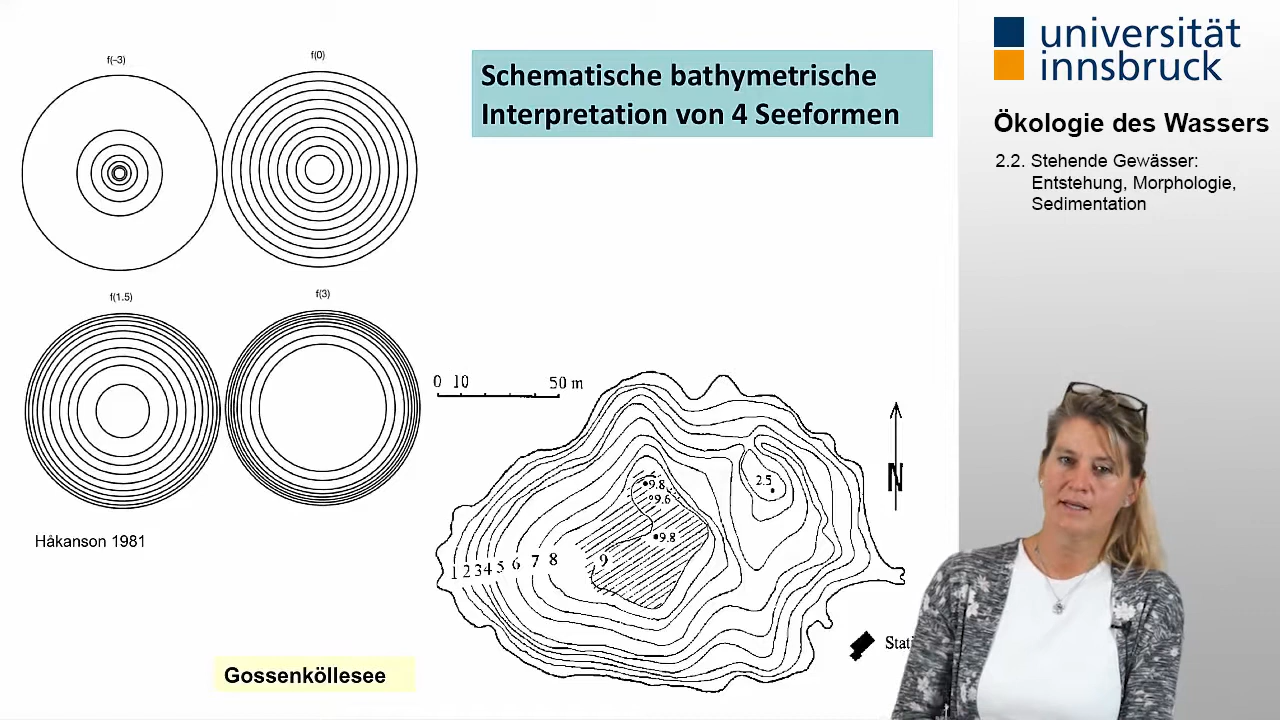 f(-3)
f(0)
Schematische bathymetrische
Interpretation von 4 Seeformen
f(1.5)
f(3)
Håkanson 1981
Gossenköllesee
0 10 50 m
N
2.5
9.8
9.6
9.8
1 2 3 4 5 6 7 8 9
universität
innsbruck
Ökologie des Wassers
2.2. Stehende Gewässer:
Entstehung, Morphologie,
Sedimentation